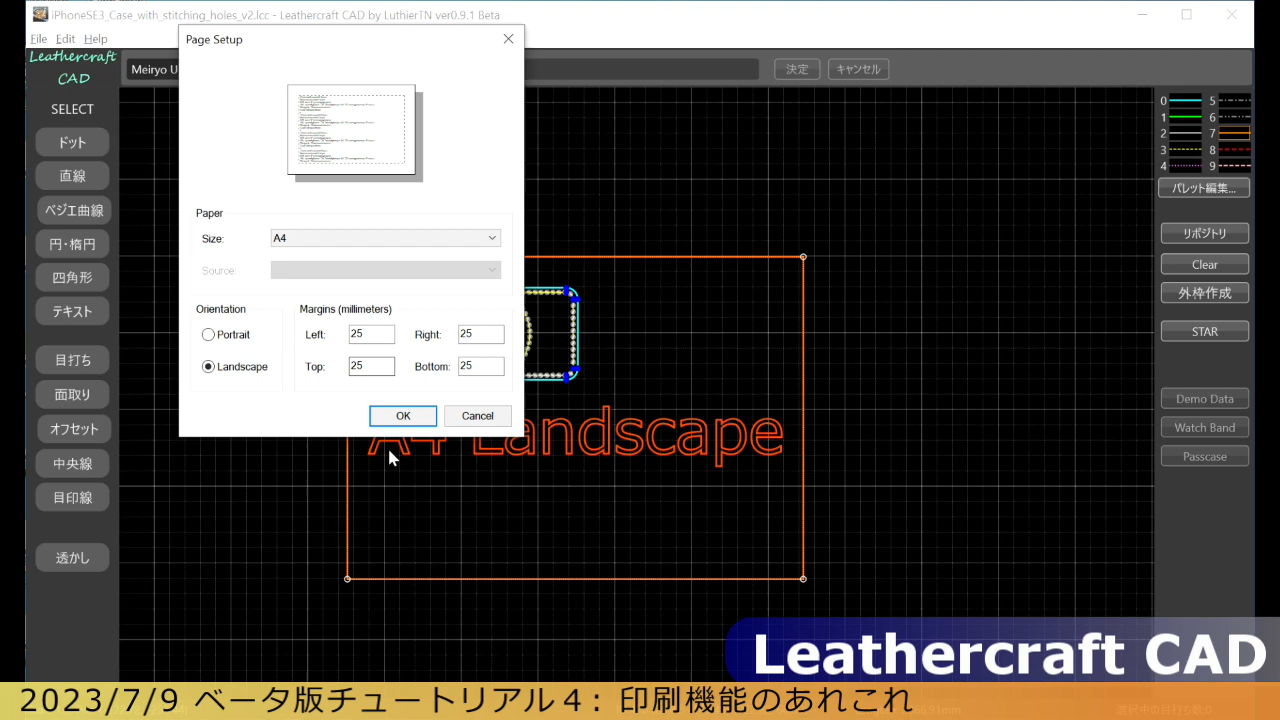 iPhoneSE3_Case_with_stitching_holes_v2.lcc - Leathercraft CAD by LuthierTN ver0.9.1 Beta
File Edit Help
Page Setup
Leathercraft
CAD
Meiryo U
決定
キャンセル
SELECT
ドット
直線
ベジエ曲線
円・楕円
四角形
テキスト
目打ち
面取り
オフセット
中央線
目印線
透かし
Paper
Size:
A4
Source:
Orientation
Portrait
Landscape
Margins (millimeters)
Left:
25
Right:
25
Top:
25
Bottom:
25
OK
Cancel
A4 Landscape
0 5
1 6
2 7
3 8
4 9
パレット編集...
リポジトリ
Clear
外枠作成
STAR
Demo Data
Watch Band
Passcase
Leathercraft CAD
2023/7/9 ベータ版チュートリアル4：印刷機能のあれこれ